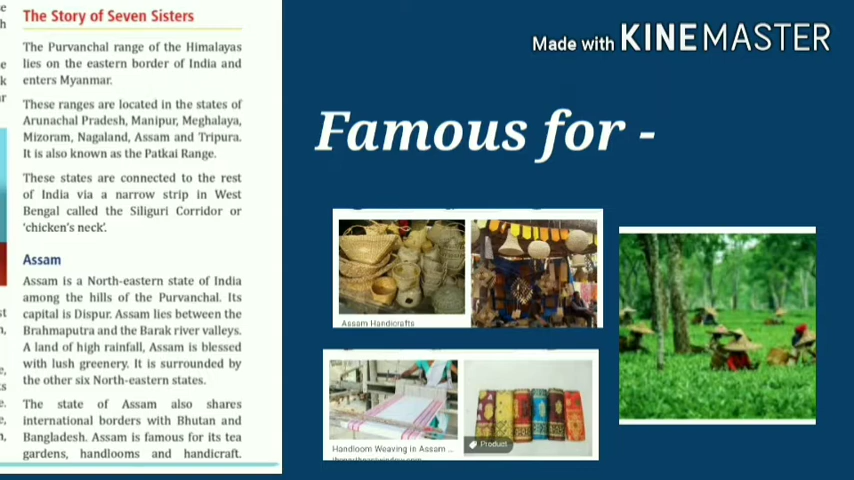 The Story of Seven Sisters
The Purvanchal range of the Himalayas
lies on the eastern border of India and
enters Myanmar.
These ranges are located in the states of
Arunachal Pradesh, Manipur, Meghalaya,
Mizoram, Nagaland, Assam and Tripura.
It is also known as the Patkai Range.
These states are connected to the rest
of India via a narrow strip in West
Bengal called the Siliguri Corridor or
'chicken's neck'.
Assam
Assam is a North-eastern state of India
among the hills of the Purvanchal. Its
capital is Dispur. Assam lies between the
Brahmaputra and the Barak river valleys.
A land of high rainfall, Assam is blessed
with lush greenery. It is surrounded by
the other six North-eastern states.
The state of Assam also shares
international borders with Bhutan and
Bangladesh. Assam is famous for its tea
gardens, handlooms and handicraft.
Made with KINEMASTER
Famous for -
Assam Handicrafts
Handloom Weaving in Assam ...
Product